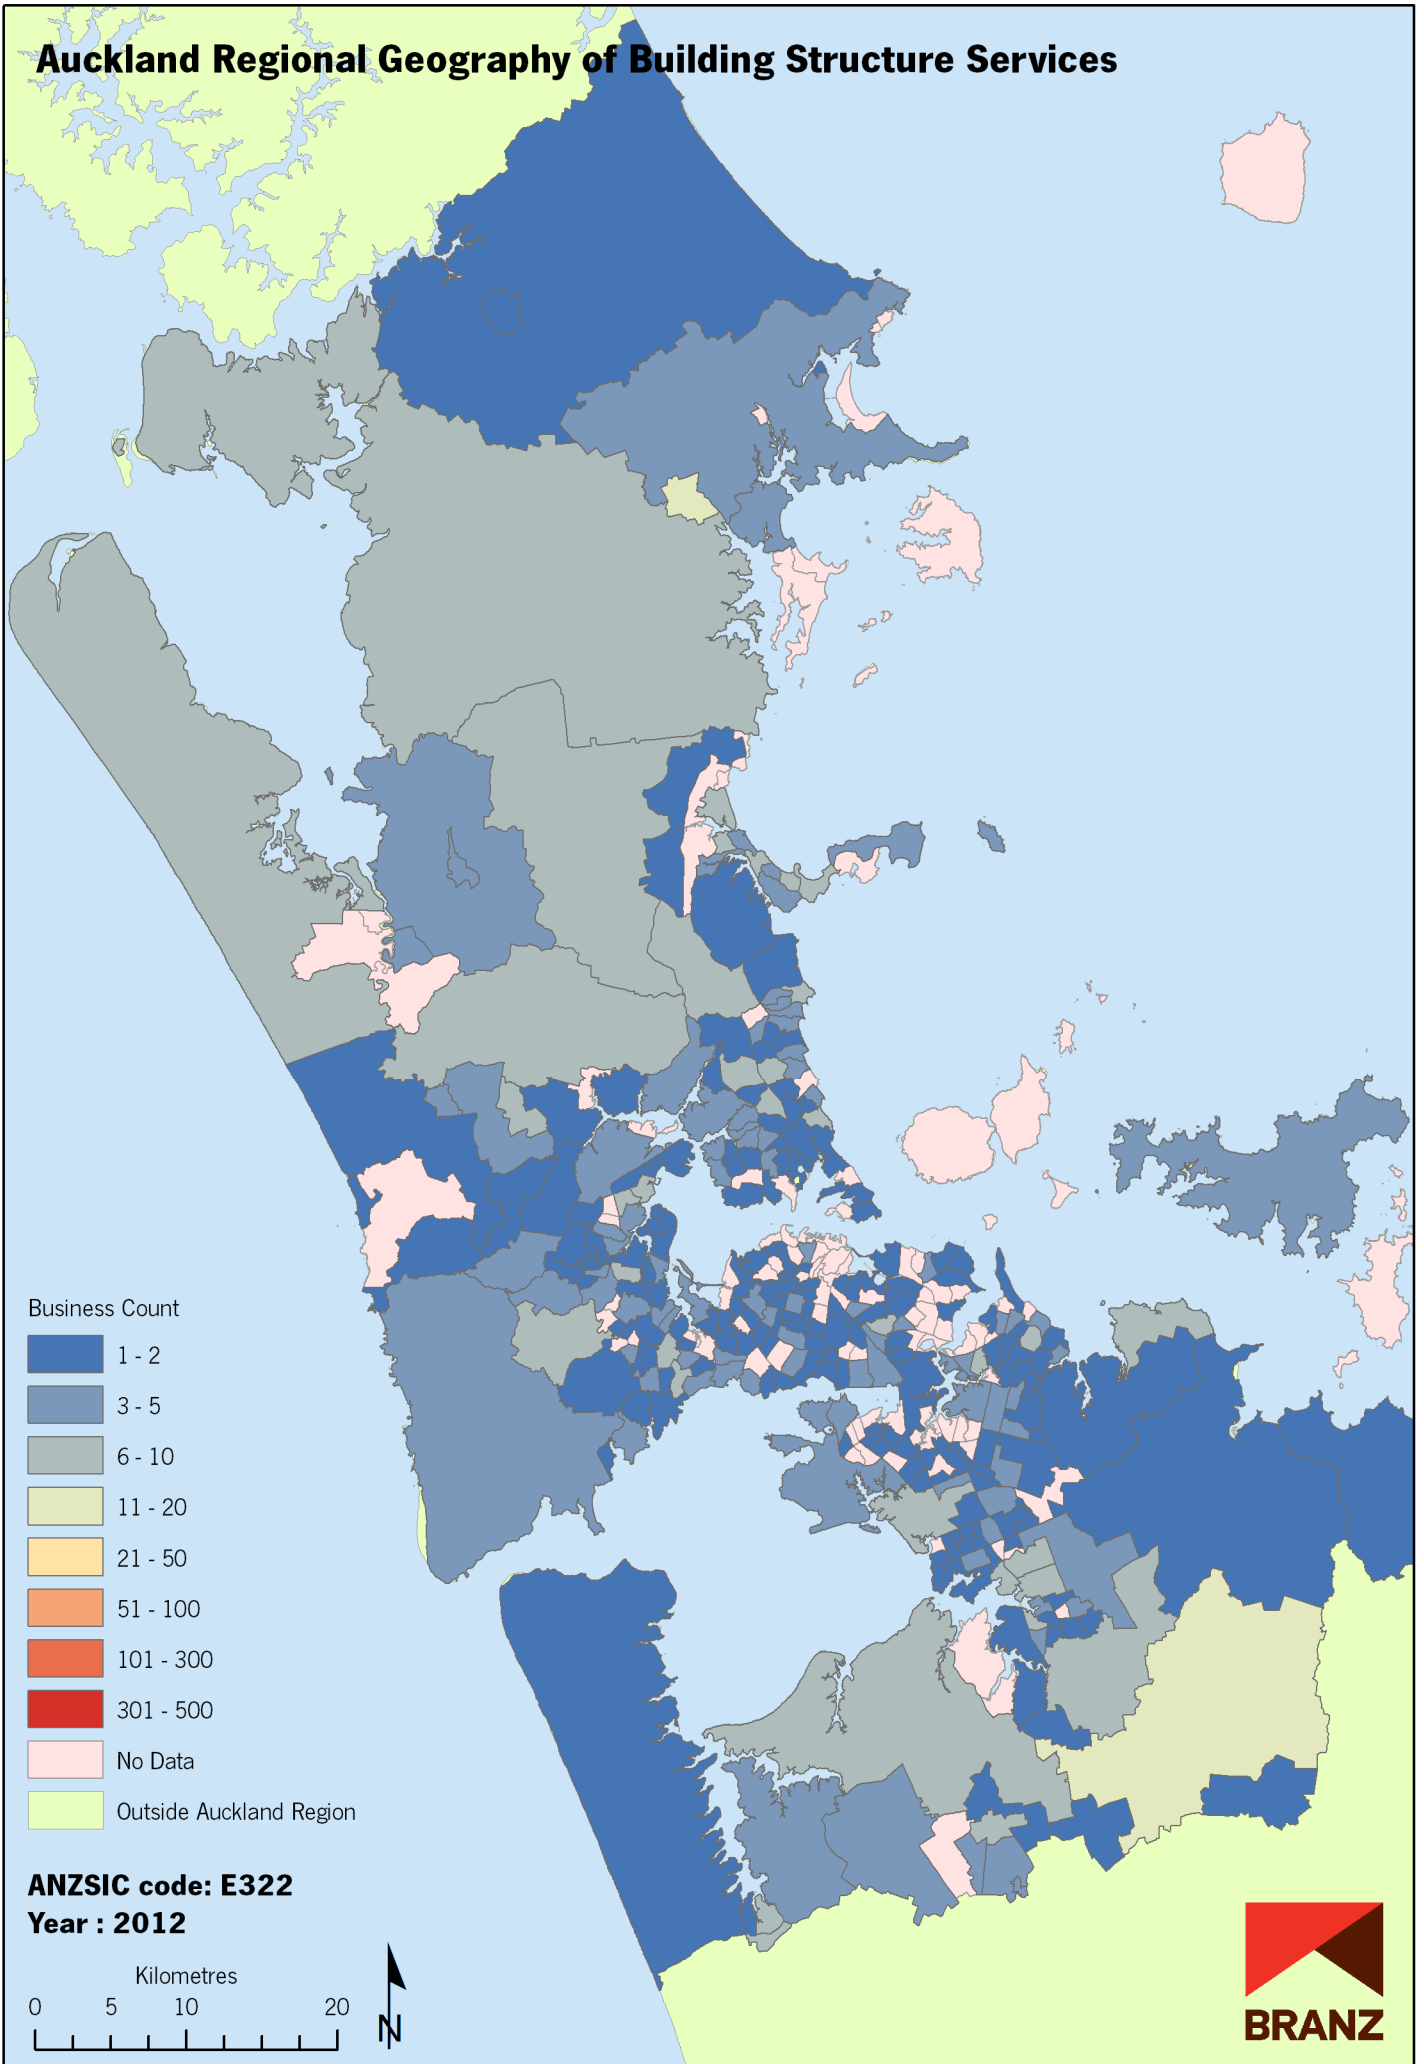 Auckland Regional Geography of Building Structure Services
Business Count
1 - 2
3 - 5
6 - 10
11 - 20
21 - 50
51 - 100
101 - 300
301 - 500
No Data
Outside Auckland Region
ANZSIC code: E322
Year : 2012
Kilometres
0 5 10 20
N
BRANZ